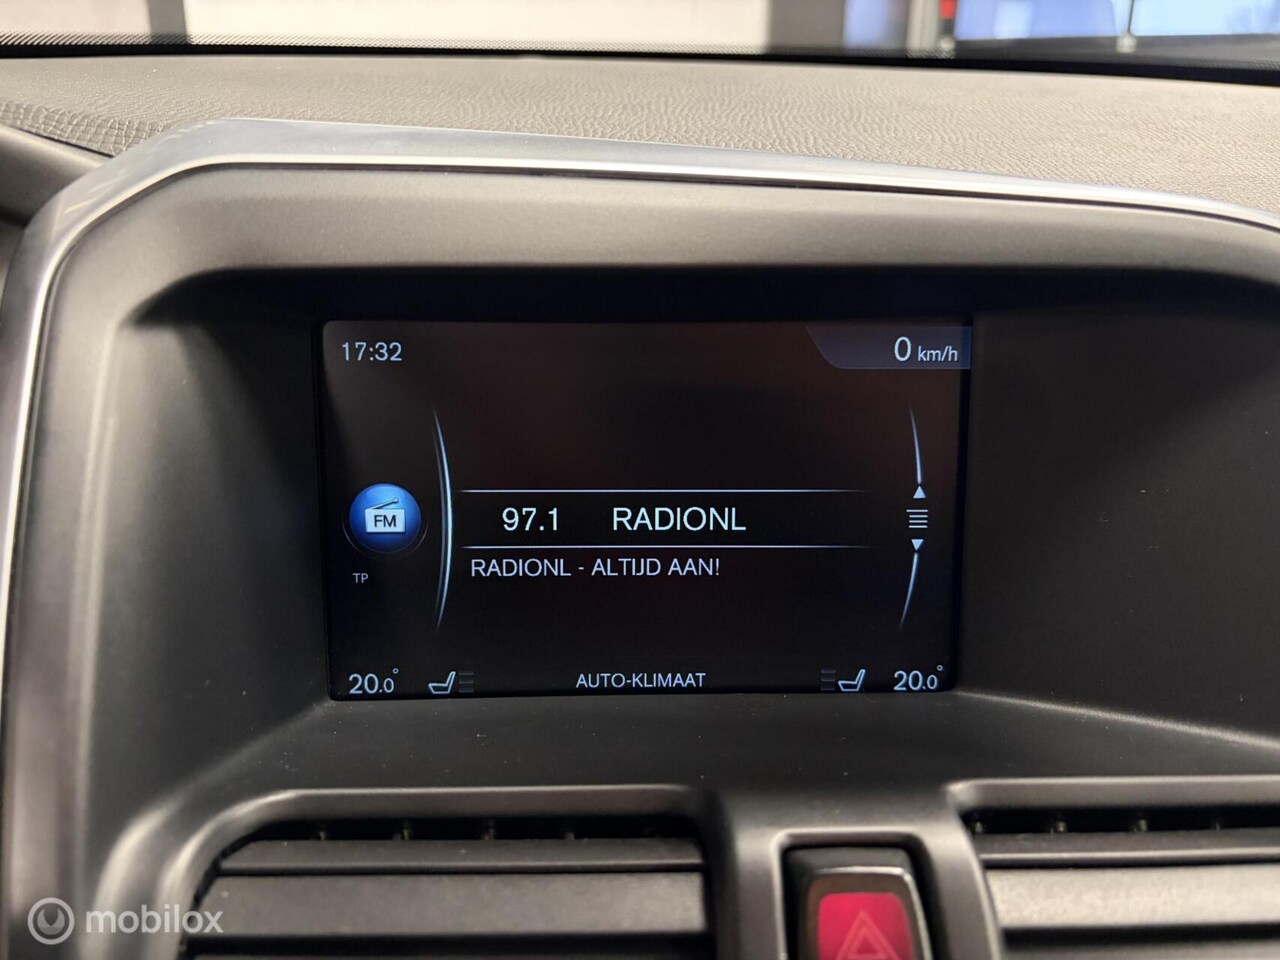 17:32
0 km/h
FM
97.1 RADIONL
RADIONL - ALTIJD AAN!
TP
20.0° AUTO-KLIMAAT 20.0°
mobilox